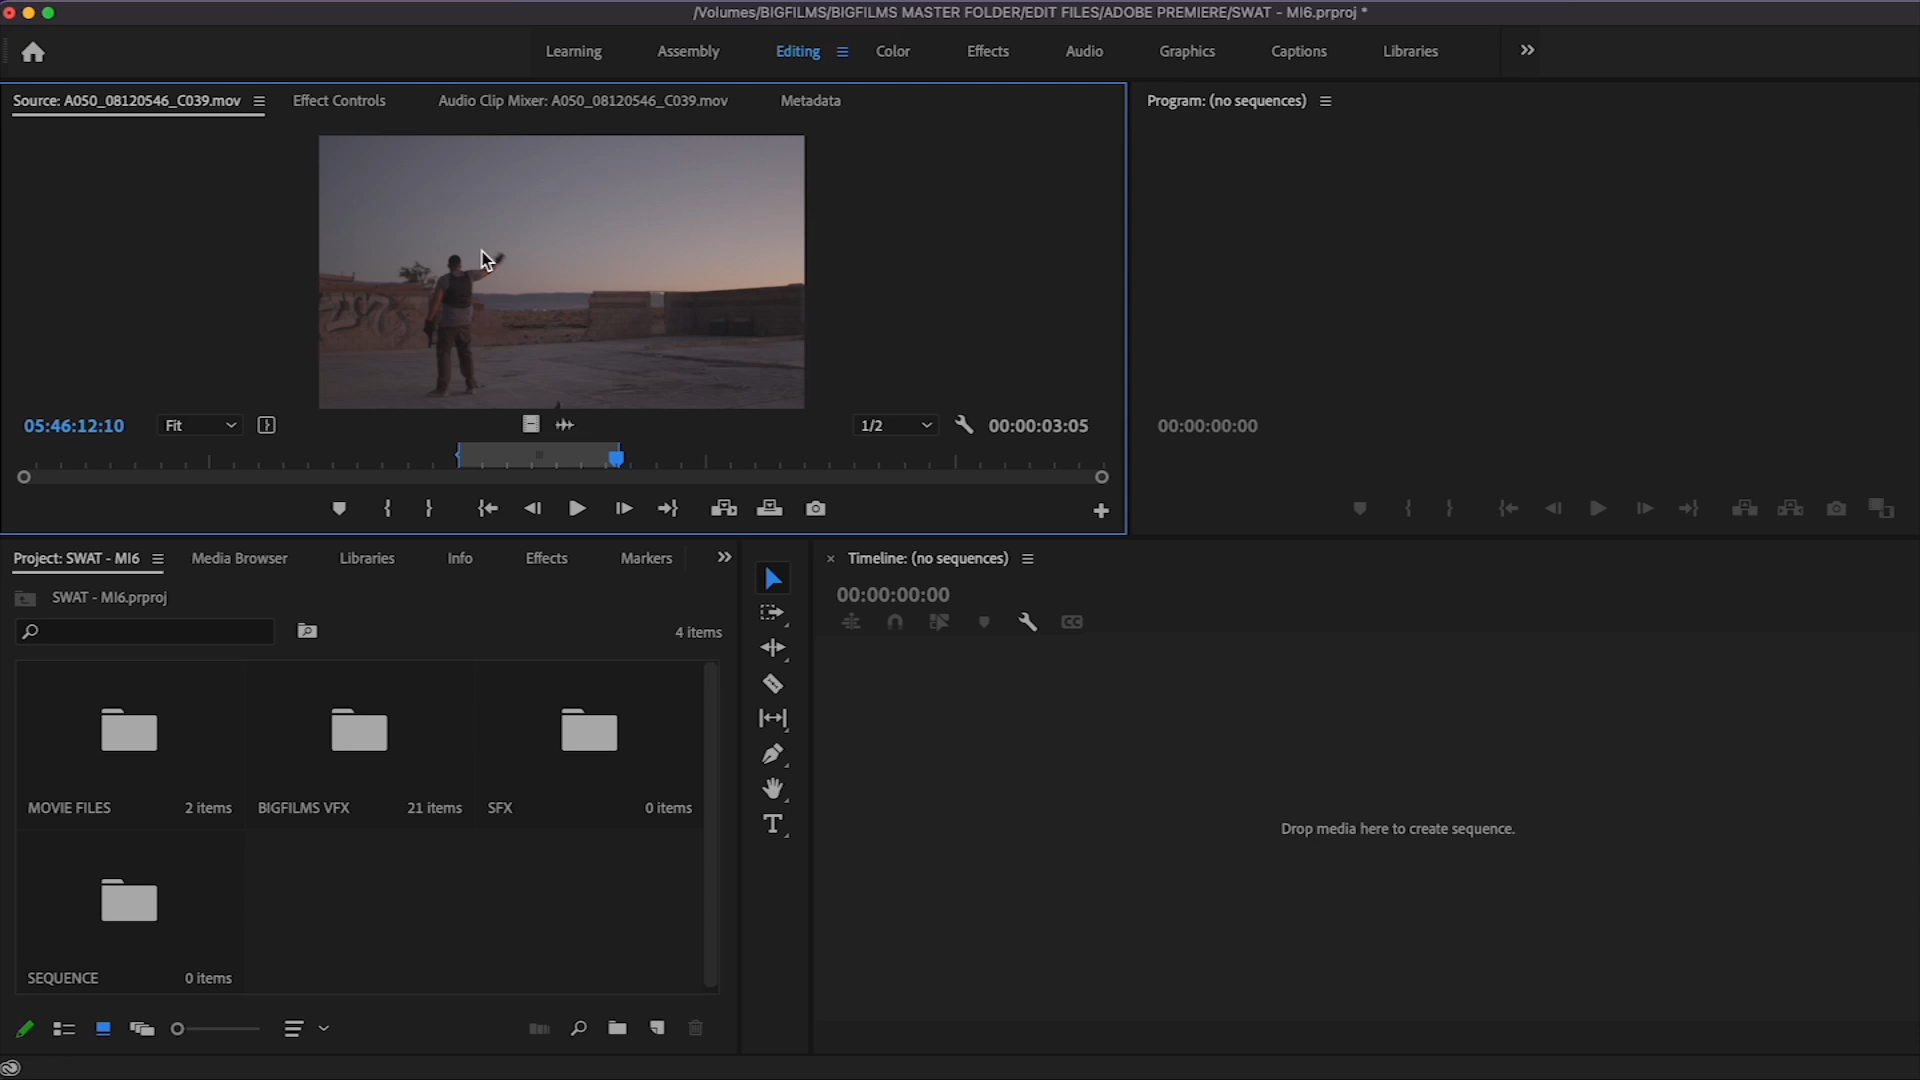 /Volumes/BIGFILMS/BIGFILMS MASTER FOLDER/EDIT FILES/ADOBE PREMIERE/SWAT - MI6.prproj *
Learning Assembly Editing Color Effects Audio Graphics Captions Libraries
Source: A050_08120546_C039.mov Effect Controls Audio Clip Mixer: A050_08120546_C039.mov Metadata
Program: (no sequences)
05:46:12:10 Fit 1/2 00:00:03:05
00:00:00:00
Project: SWAT - MI6 Media Browser Libraries Info Effects Markers
Timeline: (no sequences)
SWAT - MI6.prproj
00:00:00:00
4 items
CC
MOVIE FILES 2 items
BIGFILMS VFX 21 items
SFX 0 items
Drop media here to create sequence.
SEQUENCE 0 items